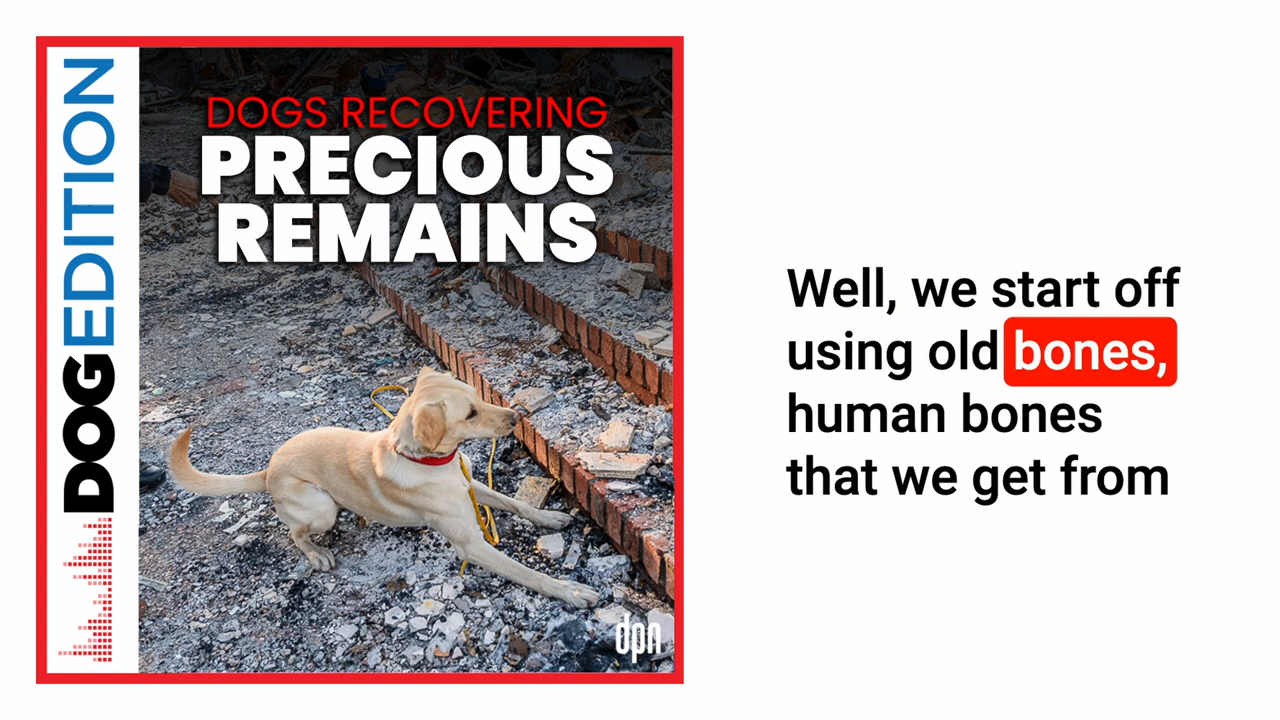 DOGEDITION
DOGS RECOVERING
PRECIOUS
REMAINS
dpn
Well, we start off
using old bones,
human bones
that we get from